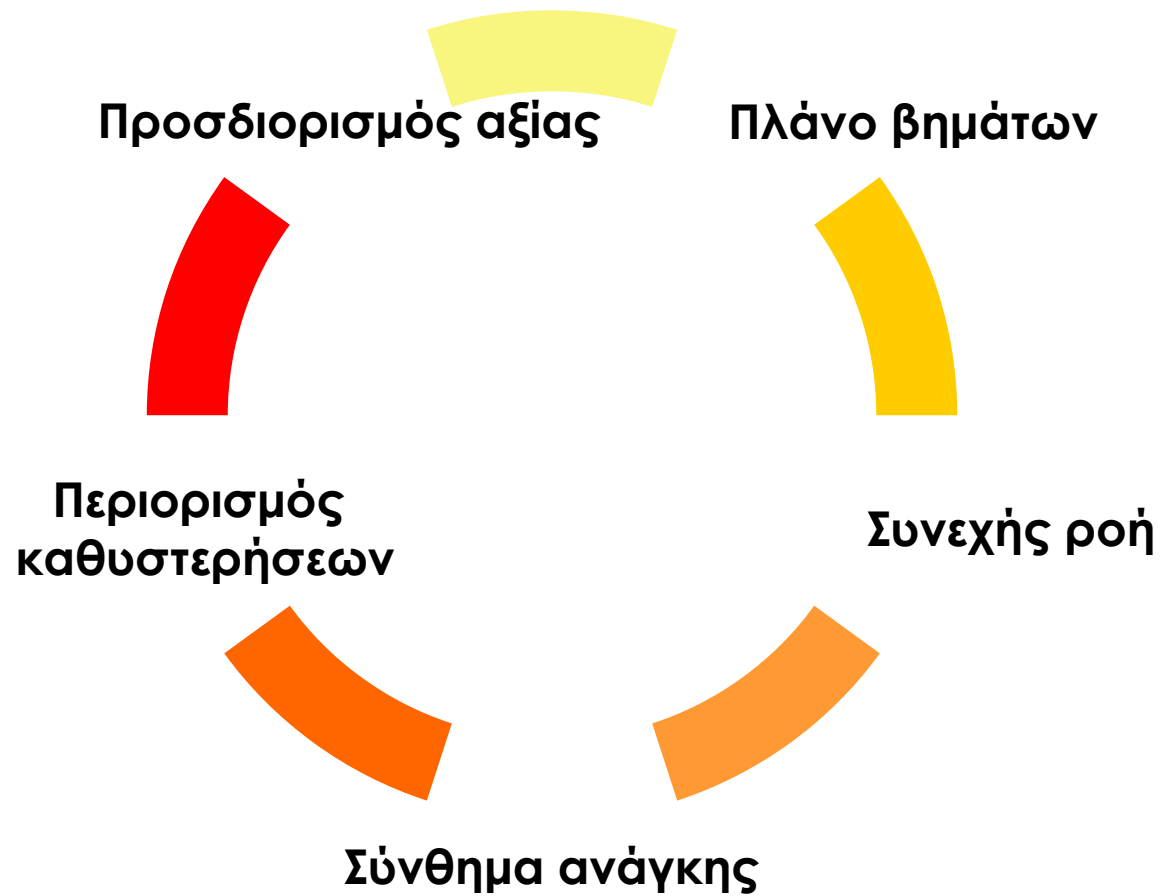 Προσδιορισμός αξίας
Πλάνο βημάτων
Συνεχής ροή
Περιορισμός
καθυστερήσεων
Σύνθημα ανάγκης